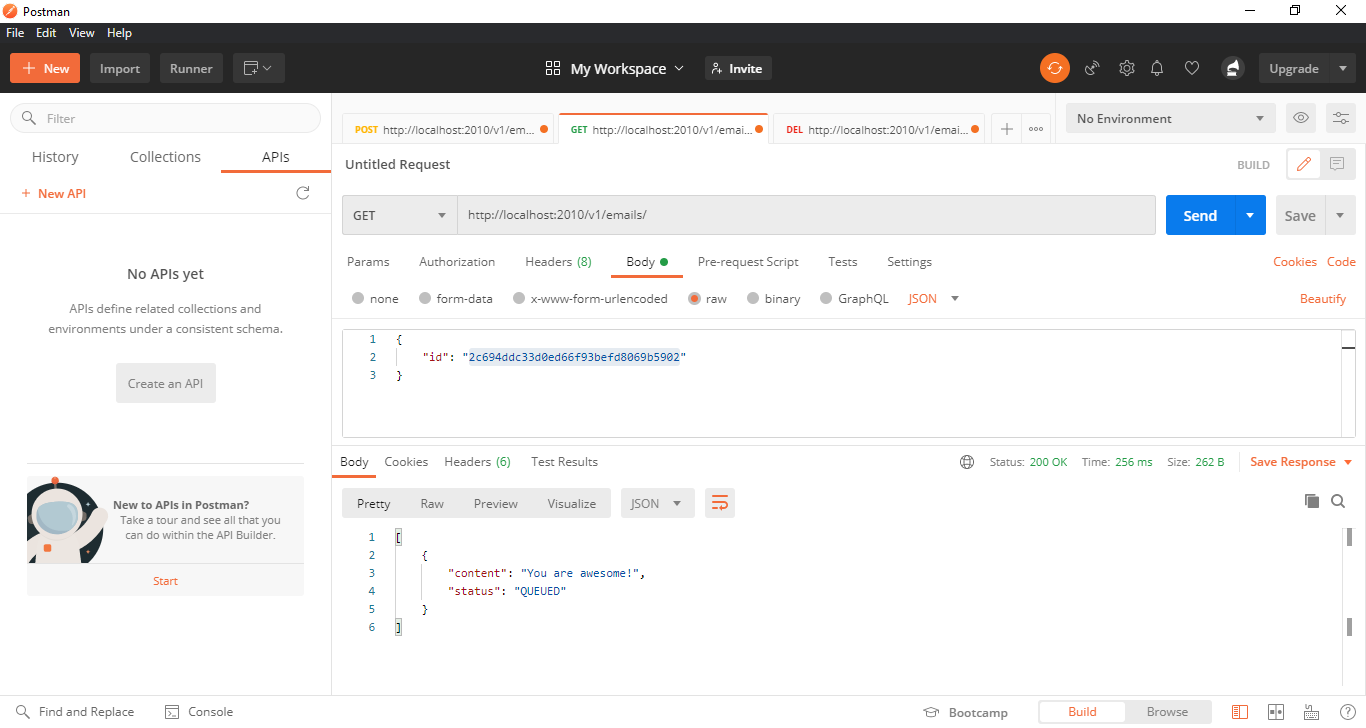 Postman
File Edit View Help
+ New Import Runner My Workspace Invite Upgrade
Filter
History Collections APIs
+ New API
No APIs yet
APIs define related collections and
environments under a consistent schema.
Create an API
New to APIs in Postman?
Take a tour and see all that you
can do within the API Builder.
Start
POST http://localhost:2010/v1/em... GET http://localhost:2010/v1/emai... DEL http://localhost:2010/v1/emai... No Environment
Untitled Request BUILD
GET http://localhost:2010/v1/emails/ Send Save
Params Authorization Headers (8) Body Pre-request Script Tests Settings Cookies Code
none form-data x-www-form-urlencoded raw binary GraphQL JSON Beautify
1 {
2 "id": "2c694ddc33d0ed66f93befd8069b5902"
3 }
Body Cookies Headers (6) Test Results Status: 200 OK Time: 256 ms Size: 262 B Save Response
Pretty Raw Preview Visualize JSON
1 [
2 {
3 "content": "You are awesome!",
4 "status": "QUEUED"
5 }
6 ]
Find and Replace Console Bootcamp Build Browse